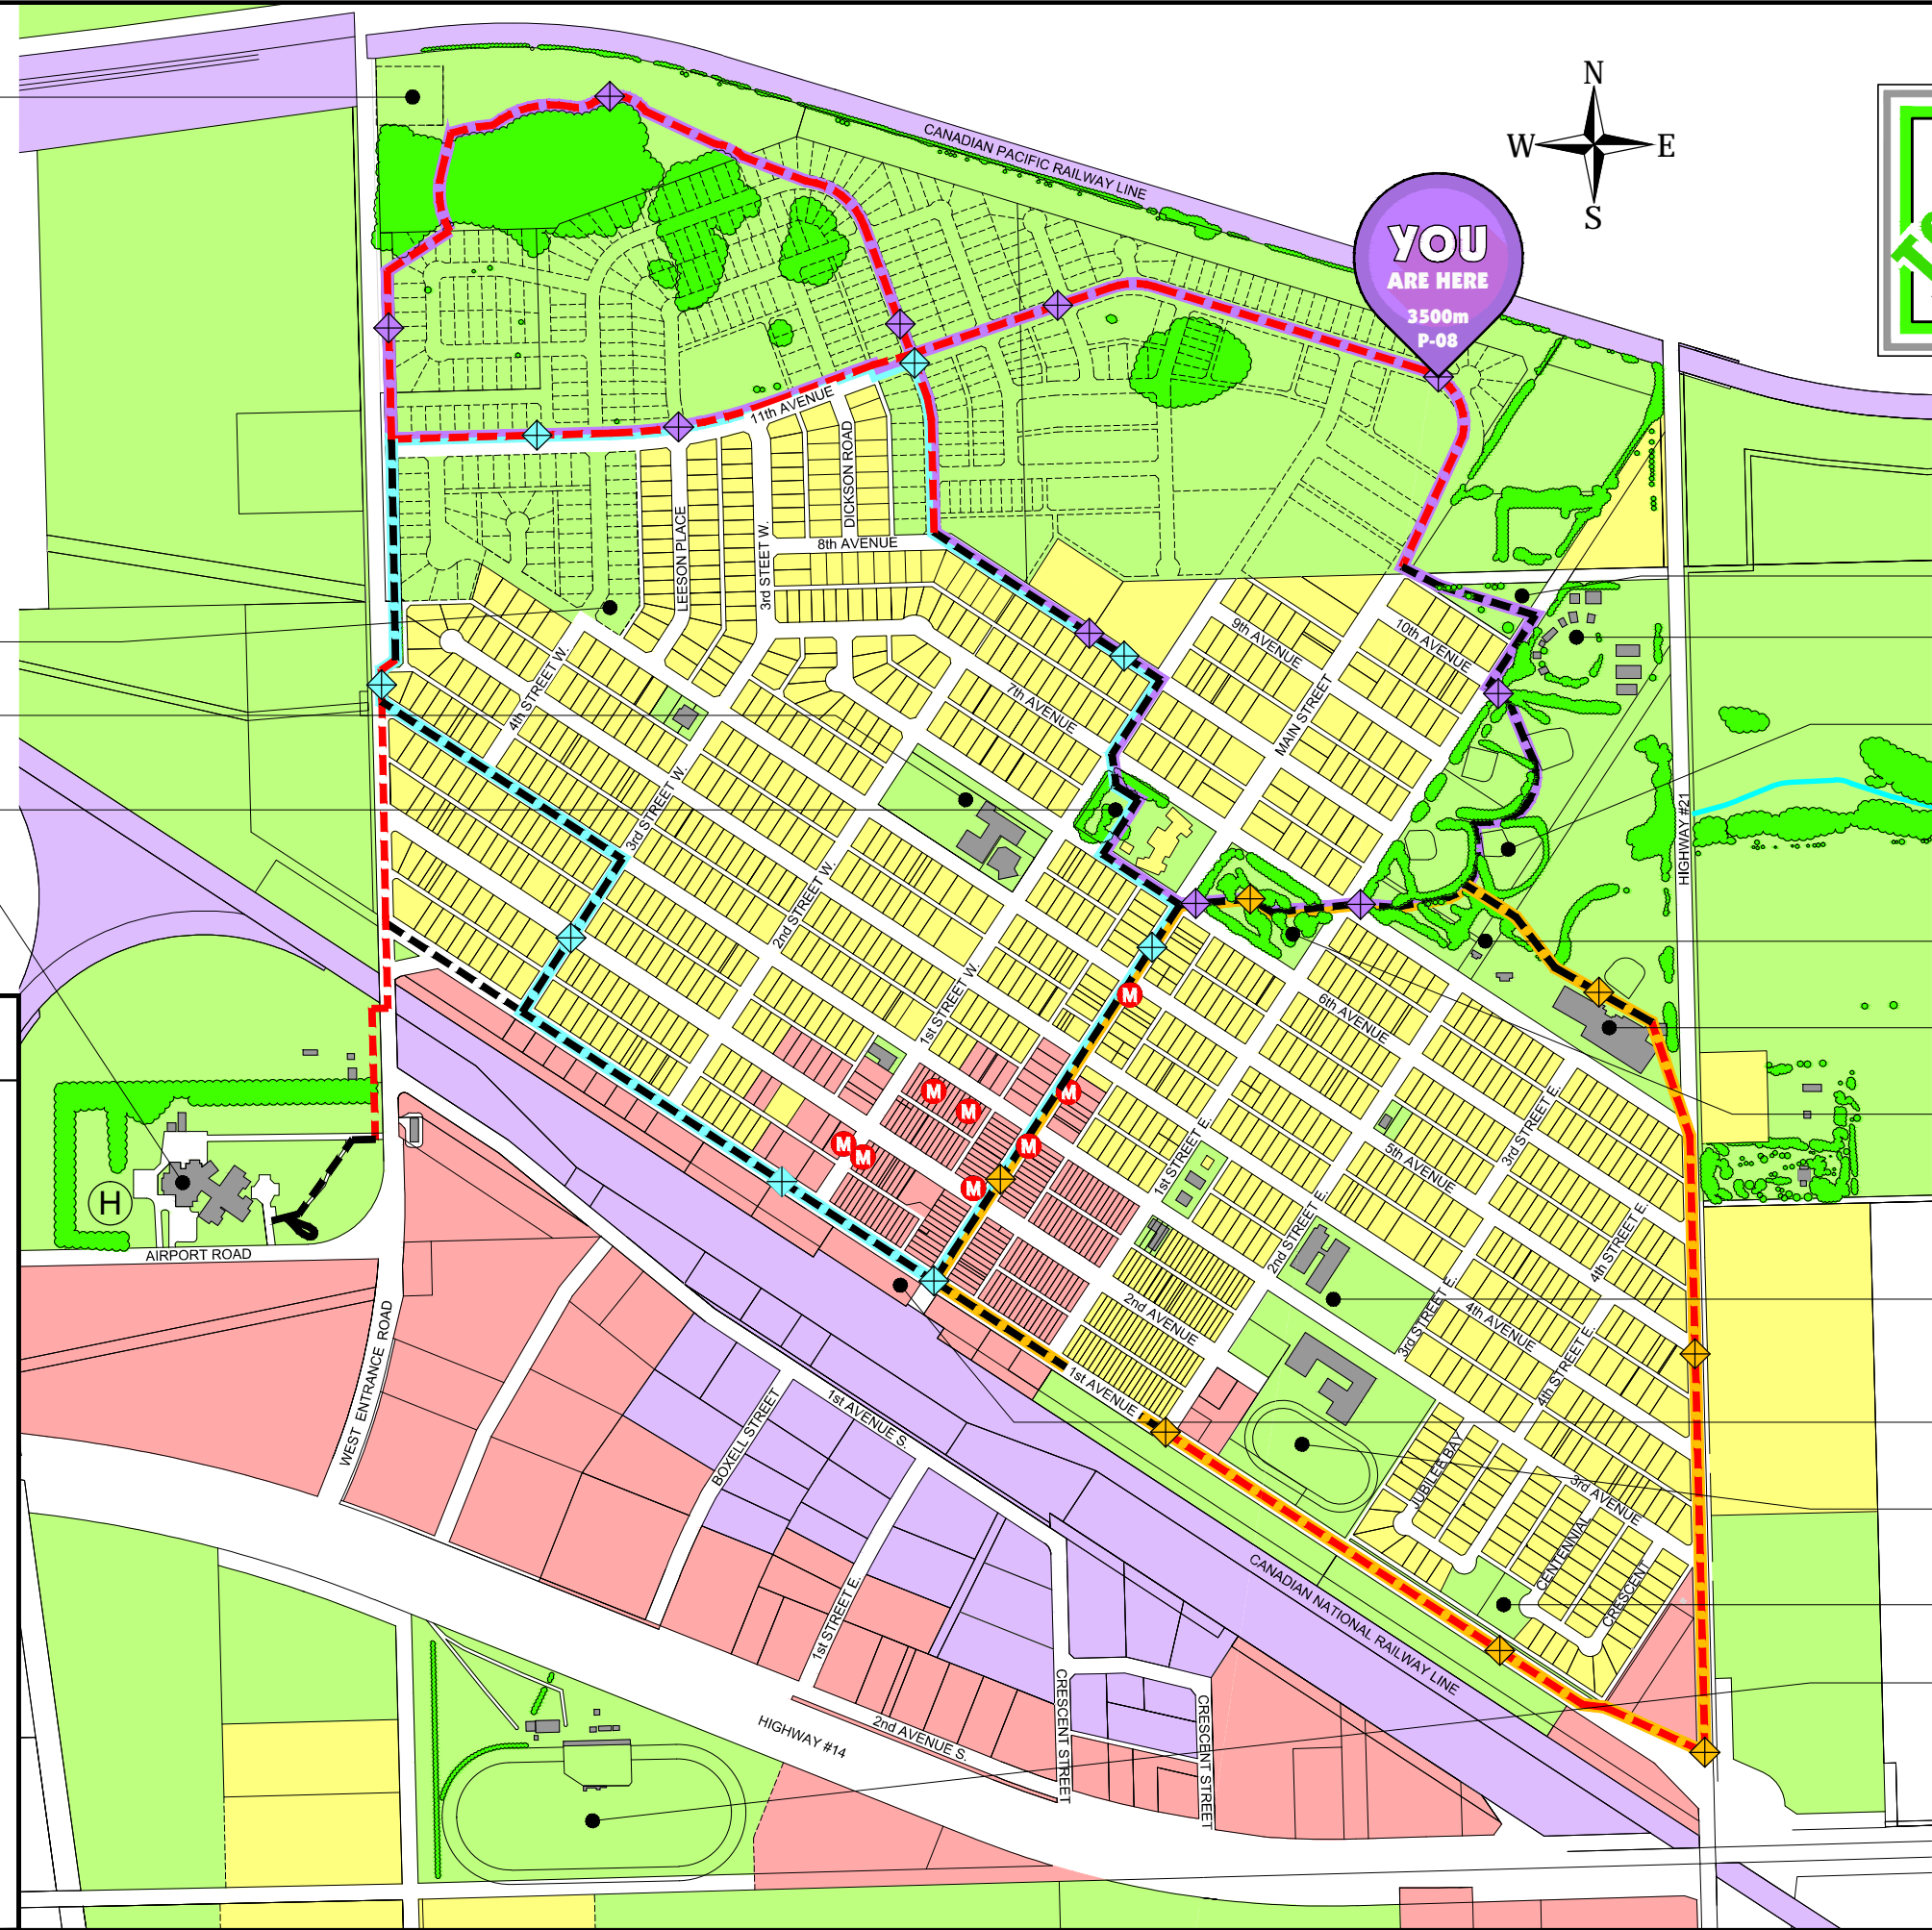 N
W E
S
CANADIAN PACIFIC RAILWAY LINE
YOU
ARE HERE
3500m
P-08
11th AVENUE
DICKSON ROAD
LEESON PLACE
3rd STEET W.
8th AVENUE
9th AVENUE
10th AVENUE
4th STREET W.
7th AVENUE
MAIN STREET
3rd STREET W.
HIGHWAY #21
2nd STREET W.
1st STREET W.
M
6th AVENUE
M
M
M
M
M
M
M
3rd STREET E.
1st STREET E.
5th AVENUE
H
AIRPORT ROAD
2nd STREET E.
4th STREET E.
WEST ENTRANCE ROAD
2nd AVENUE
3rd STREET E.
4th AVENUE
4th STREET E.
1st AVENUE
1st AVENUE S.
BOXELL STREET
JUBILEE BAY
3rd AVENUE
CENTENNIAL
CRESCENT
1st STREET E.
CANADIAN NATIONAL RAILWAY LINE
CRESCENT STREET
CRESCENT STREET
2nd AVENUE S.
HIGHWAY #14